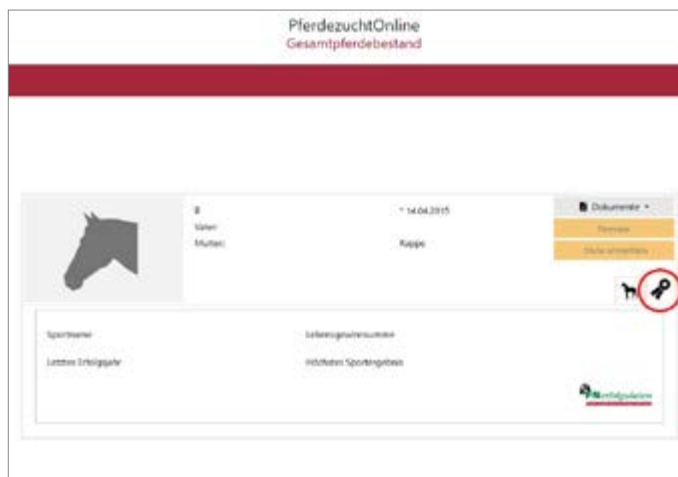 PferdezuchtOnline
Gesamtpferdebestand
* 14.04.2015
Dokumente
Vater:
Mutter:
Rappe
Sportname
Lebensgewinnsumme
Letztes Erfolgsjahr
Höchstes Sportergebnis